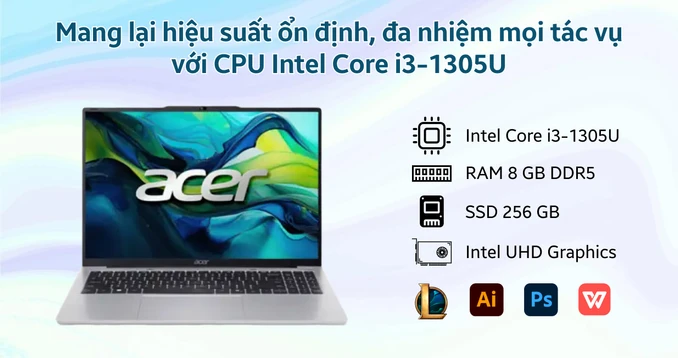 Mang lại hiệu suất ổn định, đa nhiệm mọi tác vụ
với CPU Intel Core i3-1305U
acer
acer
Intel Core i3-1305U
RAM 8 GB DDR5
SSD 256 GB
Intel UHD Graphics
L Ai Ps W